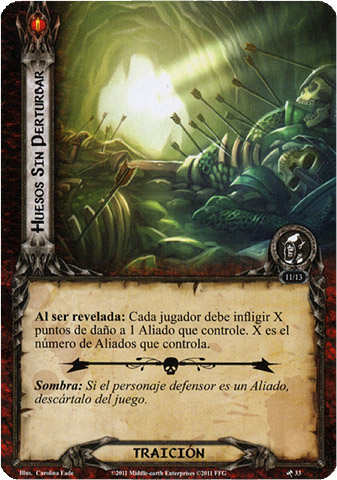 HUESOS SIN PERTURBAR
11/13
Al ser revelada: Cada jugador debe infligir X
puntos de daño a 1 Aliado que controle. X es el
número de Aliados que controla.
Sombra: Si el personaje defensor es un Aliado,
descártalo del juego.
TRAICIÓN
Illus. Carolina Eade
©2011 Middle-earth Enterprises ©2011 FFG
35